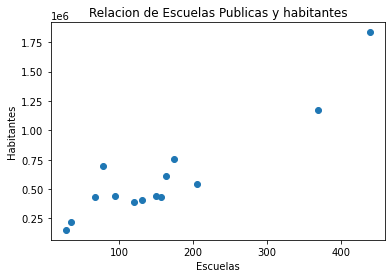 Relacion de Escuelas Publicas y habitantes
1e6
1.75
1.50
1.25
1.00
0.75
0.50
0.25
Habitantes
100
200
300
400
Escuelas